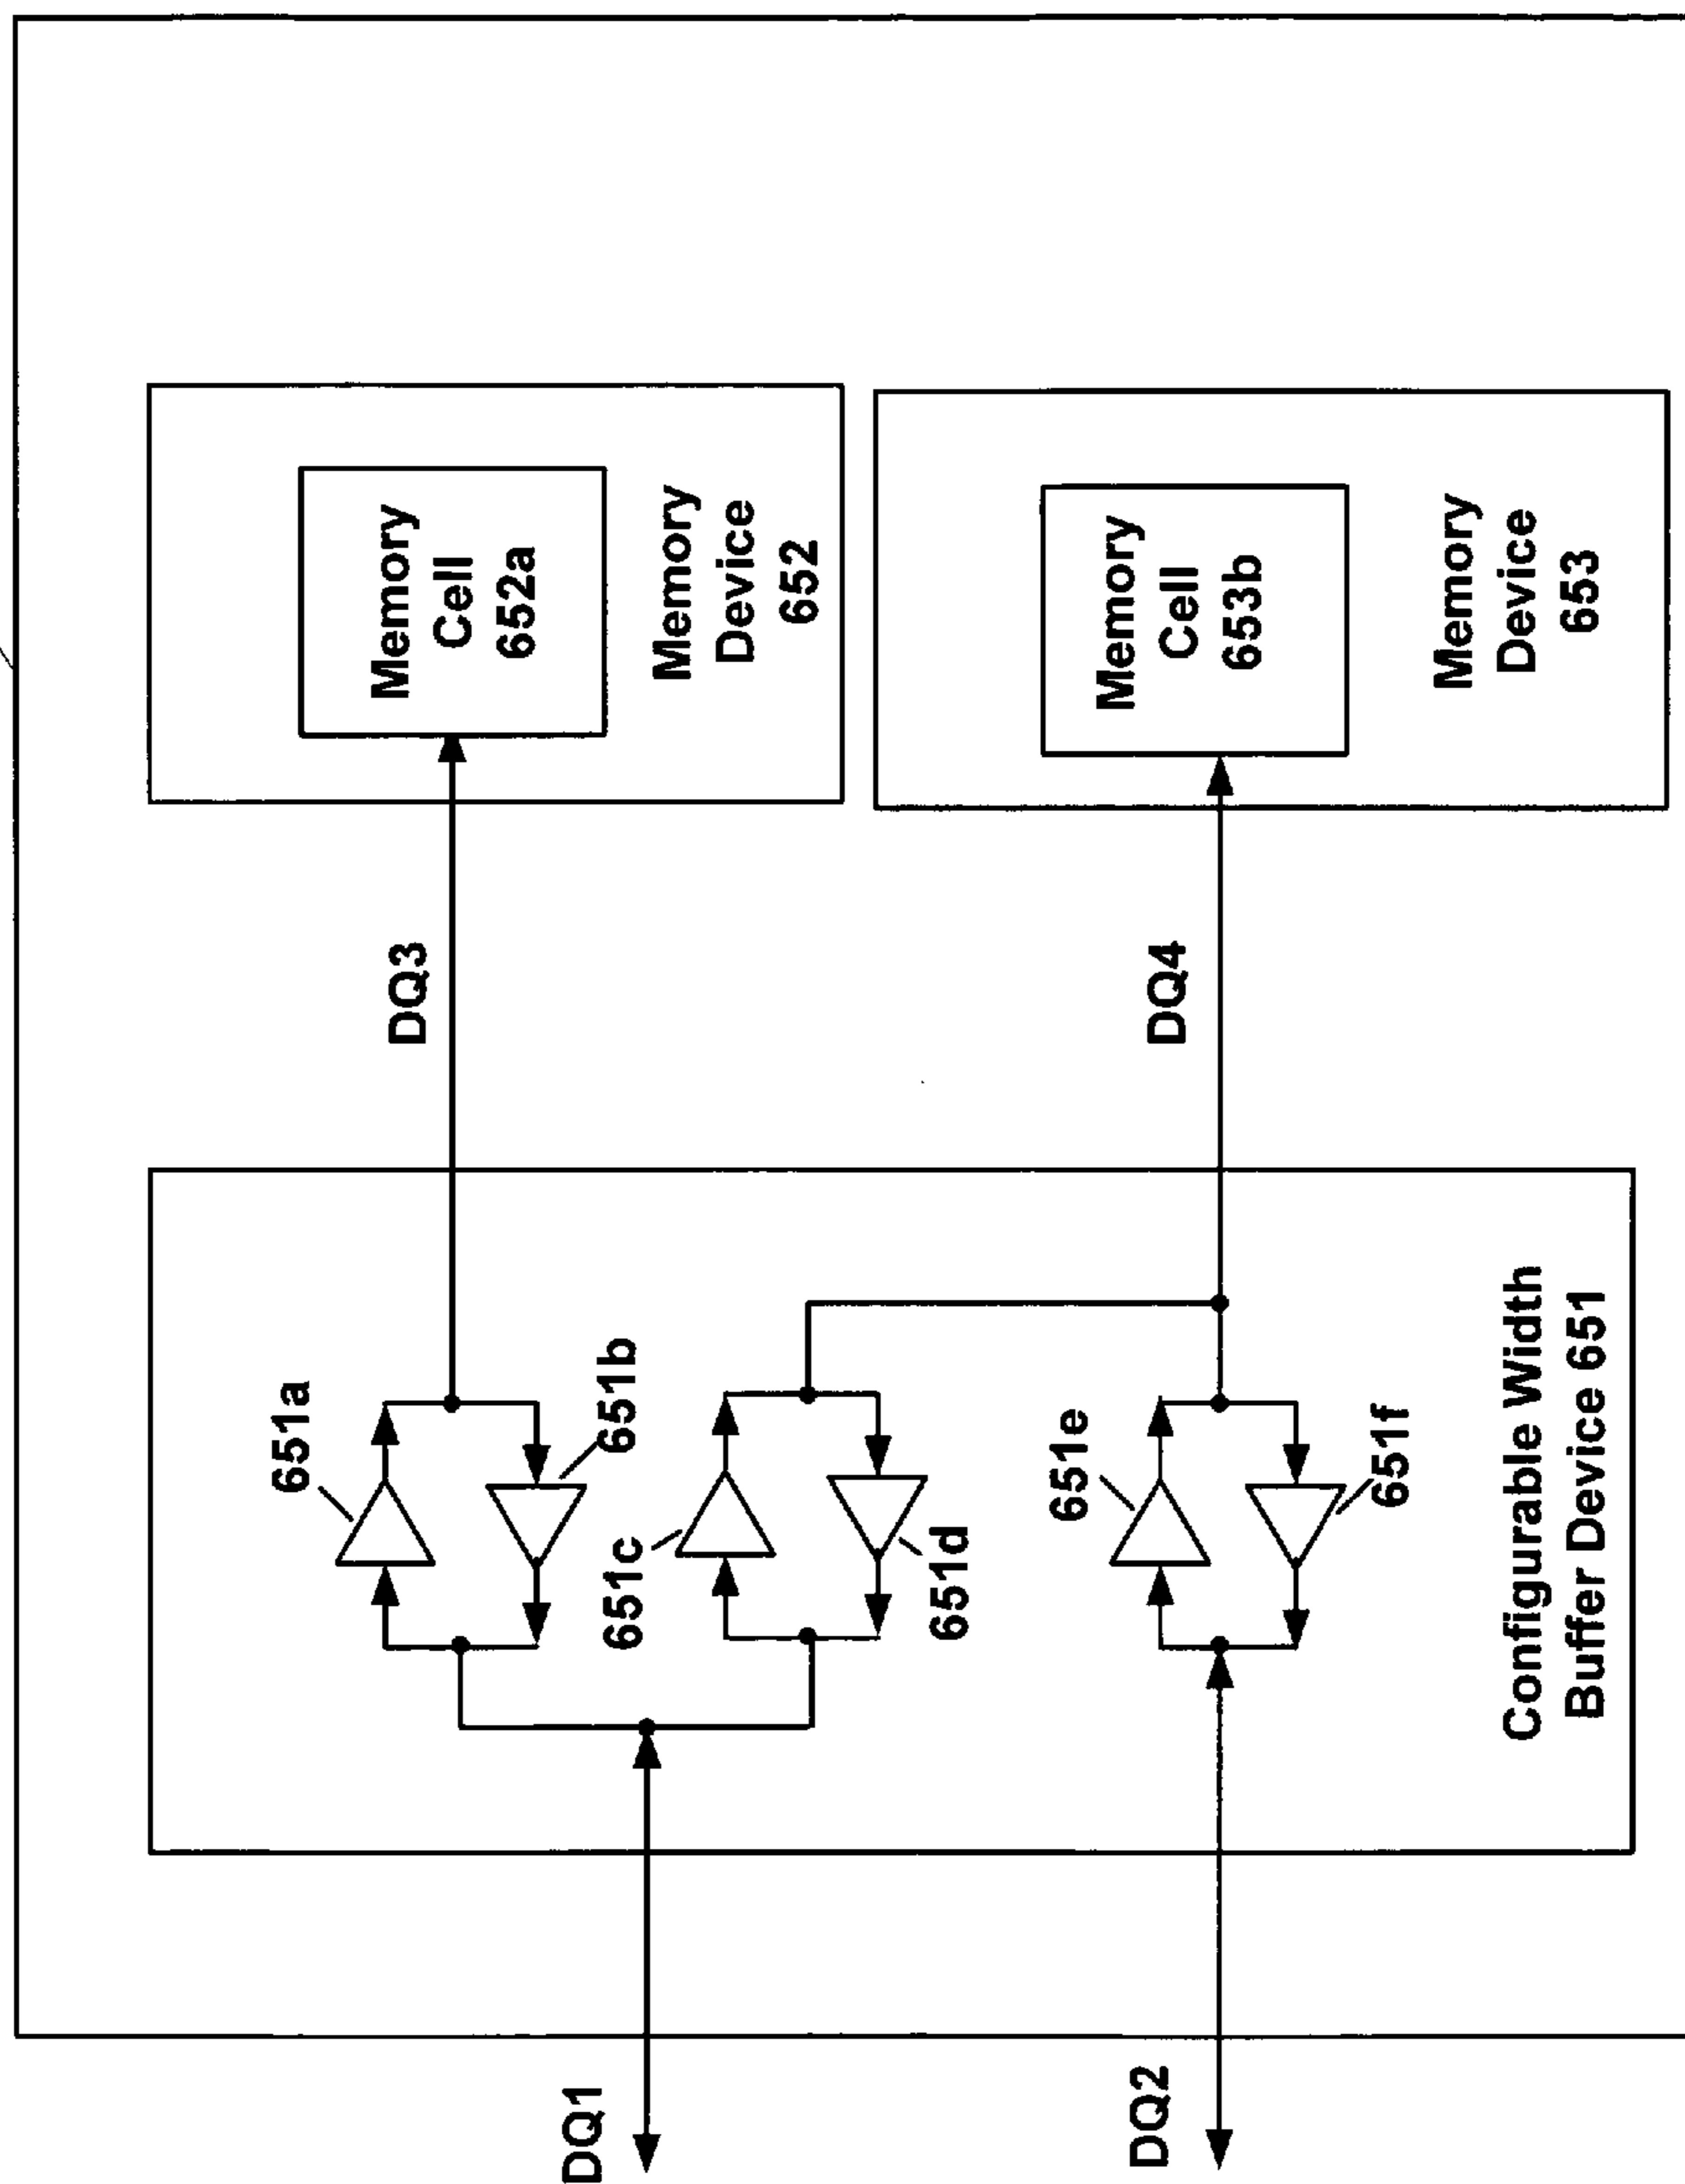 DQ1
DQ2
651a
651b
651c
651d
651e
651f
Configurable Width
Buffer Device 651
DQ3
DQ4
Memory
Cell
652a
Memory
Device
652
Memory
Cell
653b
Memory
Device
653